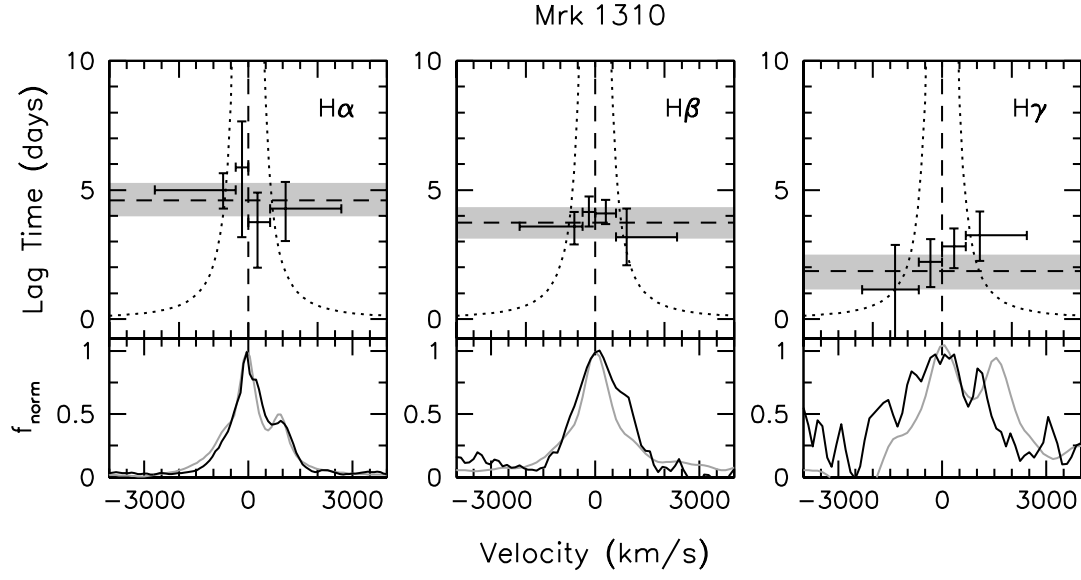 Mrk 1310
10 10 10
Hα Hβ Hγ
5 5 5
0 0 0
Lag Time (days)
1 1 1
0.5 0.5 0.5
0 0 0
f_norm
−3000 0 3000 −3000 0 3000 −3000 0 3000
Velocity (km/s)